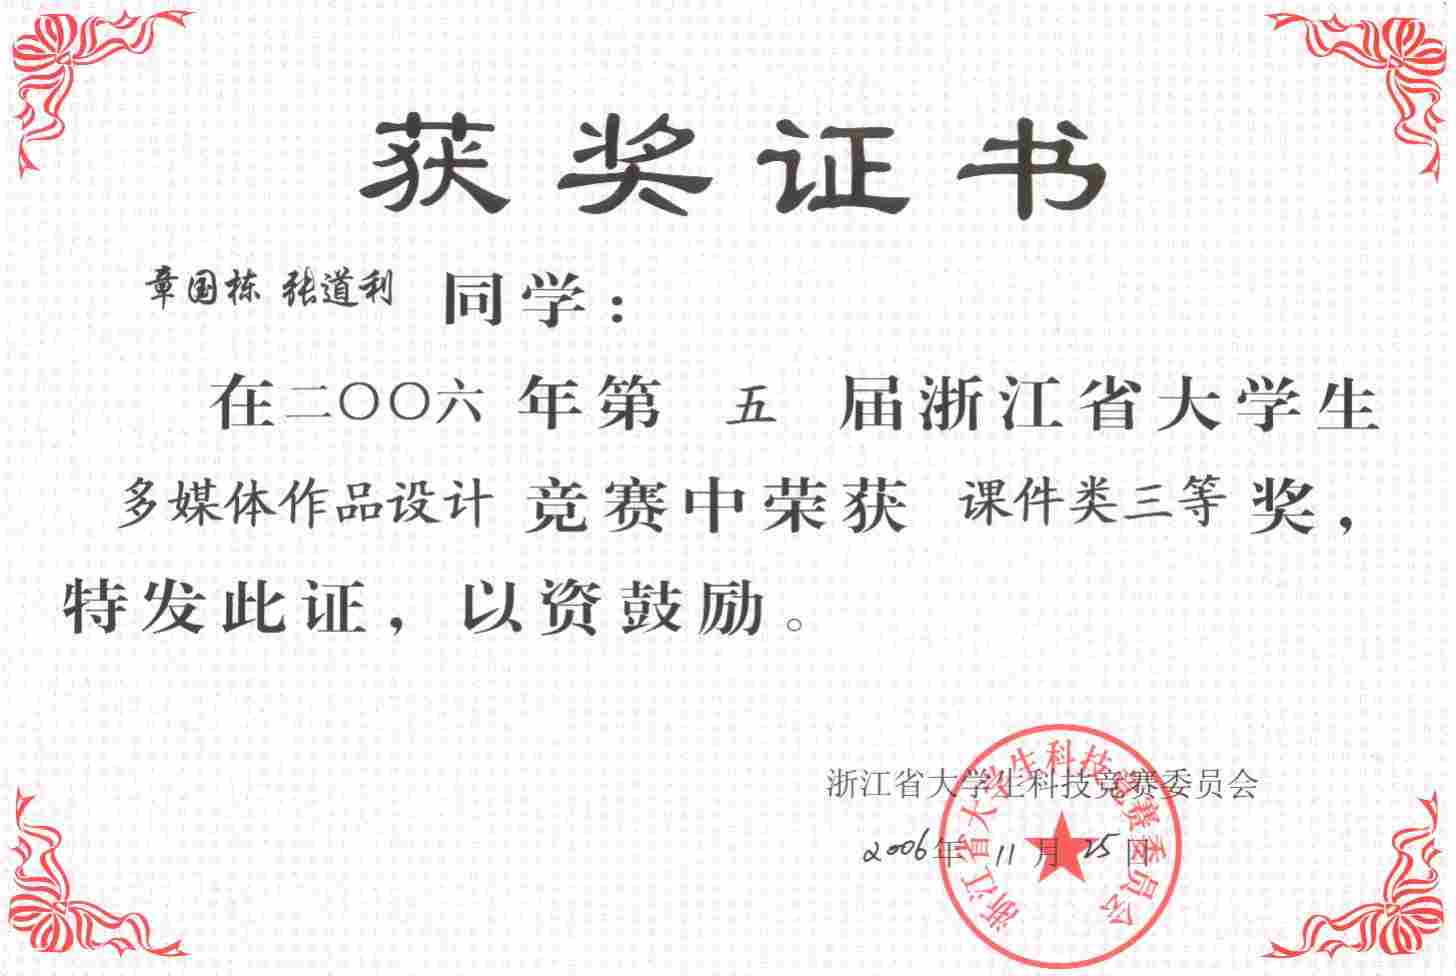 获奖证书
章国栋 张道利 同学：
在二〇〇六年第五届浙江省大学生
多媒体作品设计竞赛中荣获课件类三等奖，
特发此证，以资鼓励。
浙江省大学生科技竞赛委员会
2006年11月25日
浙江省大学生科技竞赛委员会